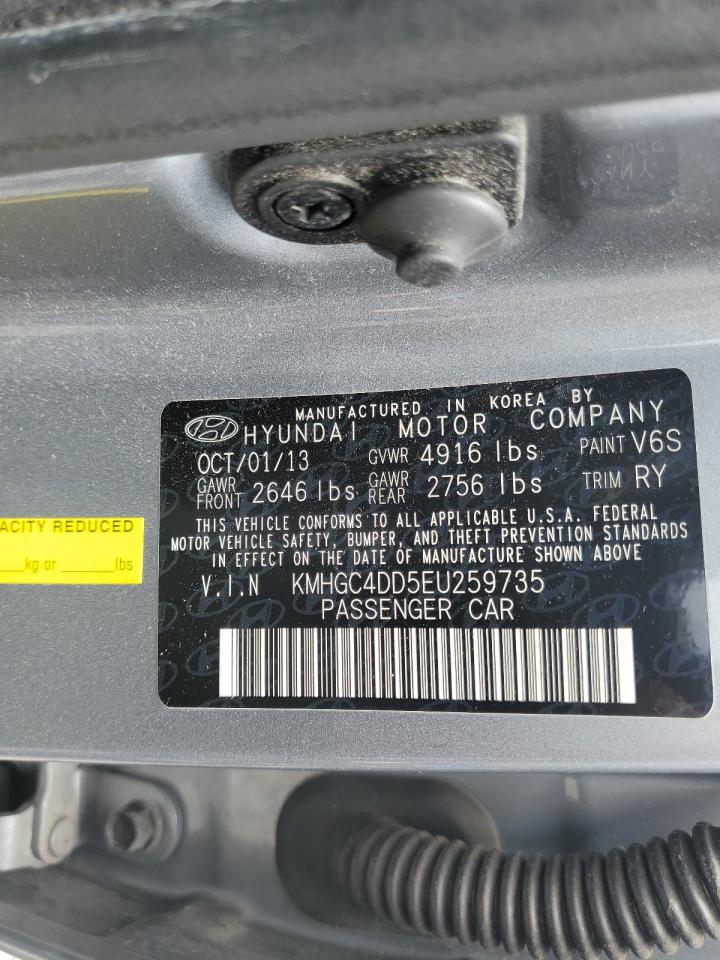 MANUFACTURED IN KOREA BY
HYUNDAI MOTOR COMPANY
OCT/01/13 GVWR 4916 lbs PAINT V6S
GAWR FRONT 2646 lbs GAWR REAR 2756 lbs TRIM RY
THIS VEHICLE CONFORMS TO ALL APPLICABLE U.S.A. FEDERAL
MOTOR VEHICLE SAFETY, BUMPER, AND THEFT PREVENTION STANDARDS
IN EFFECT ON THE DATE OF MANUFACTURE SHOWN ABOVE
V.I.N KMHGC4DD5EU259735
PASSENGER CAR
ACITY REDUCED
kg or lbs